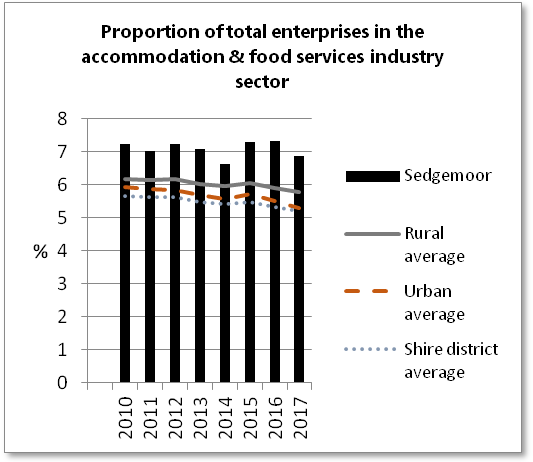 Proportion of total enterprises in the
accommodation & food services industry
sector
8
7
6
5
4
3
2
1
0
%
2010
2011
2012
2013
2014
2015
2016
2017
Sedgemoor
Rural
average
Urban
average
Shire district
average